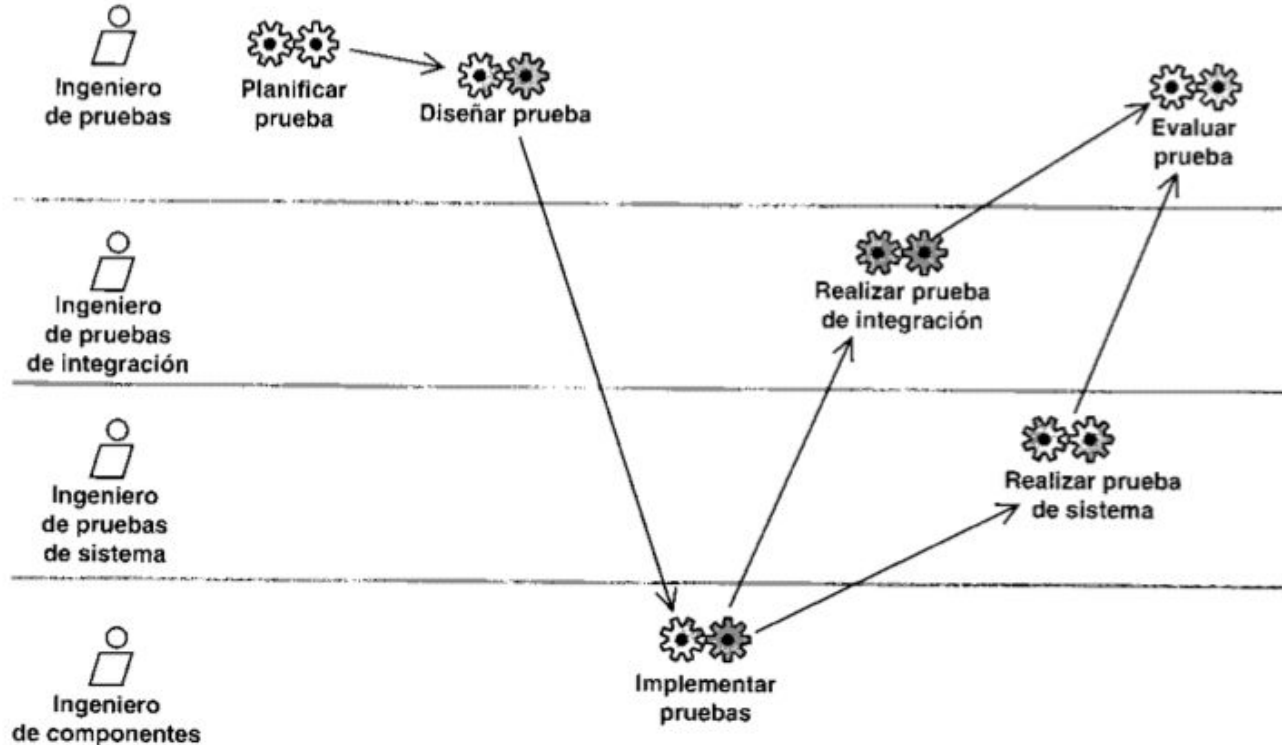 Ingeniero
de pruebas
Planificar
prueba
Diseñar prueba
Evaluar
prueba
Ingeniero
de pruebas
de integración
Realizar prueba
de integración
Ingeniero
de pruebas
de sistema
Realizar prueba
de sistema
Ingeniero
de componentes
Implementar
pruebas